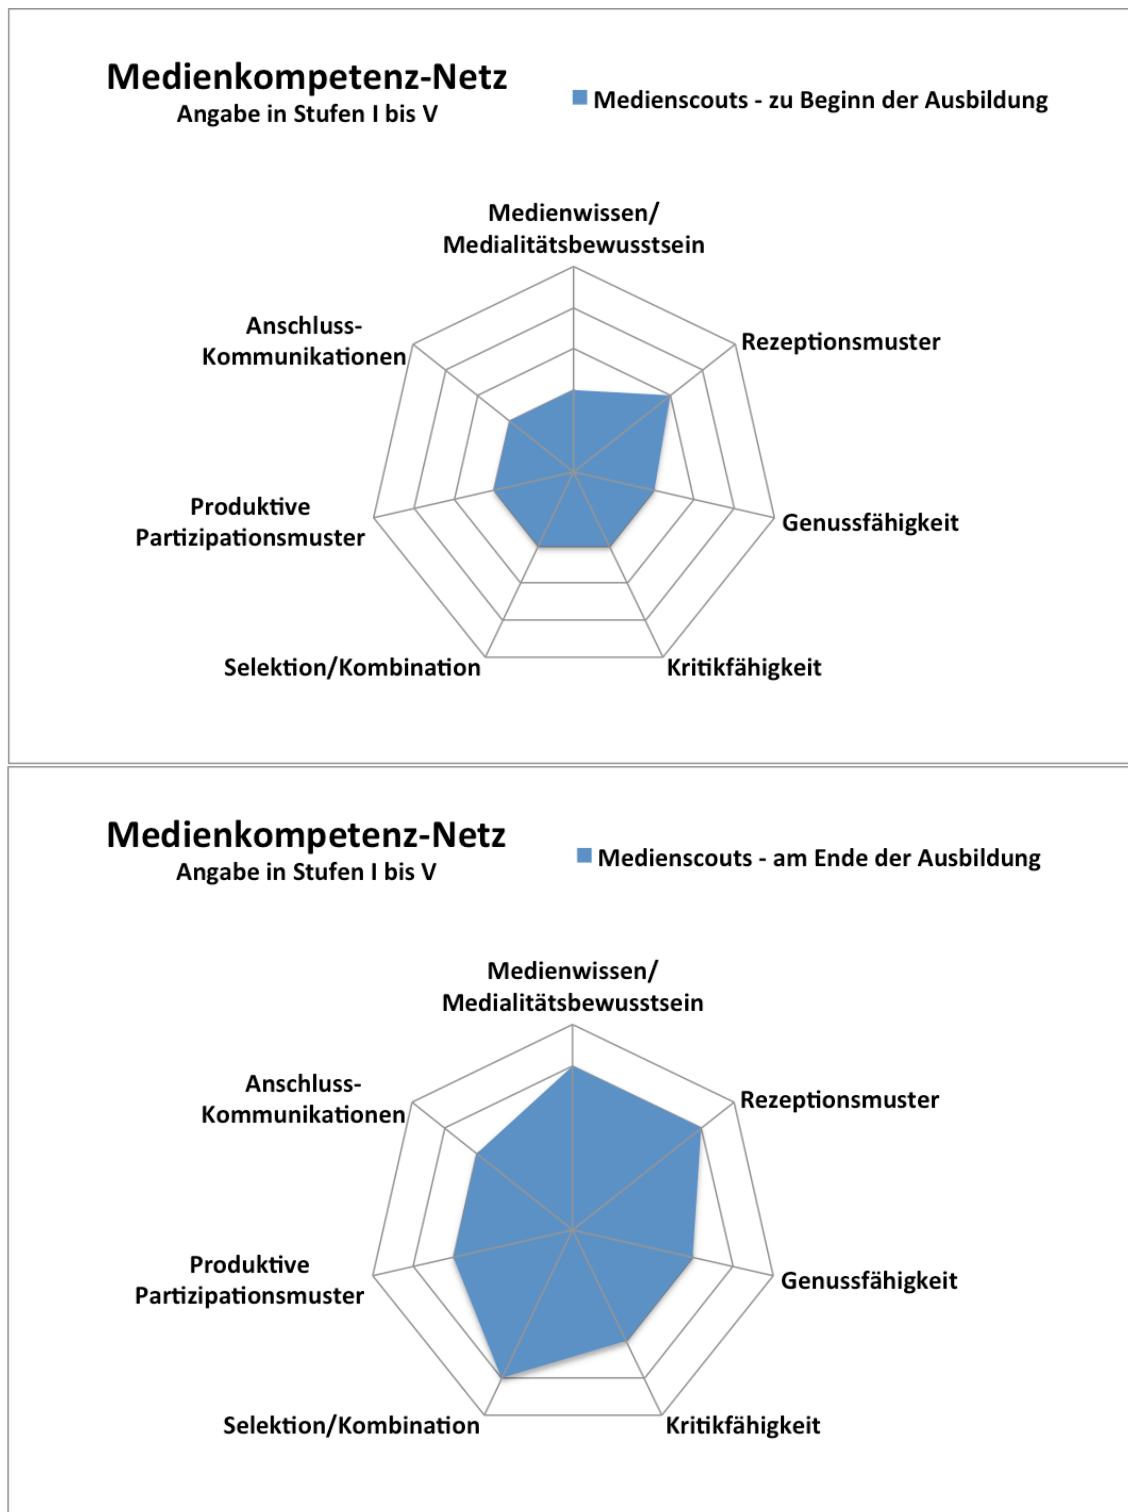 Medienkompetenz-Netz
Angabe in Stufen I bis V
Medienscouts - zu Beginn der Ausbildung
Medienwissen/
Medialitätsbewusstsein
Anschluss-
Kommunikationen
Rezeptionsmuster
Produktive
Partizipationsmuster
Genussfähigkeit
Selektion/Kombination
Kritikfähigkeit
Medienkompetenz-Netz
Angabe in Stufen I bis V
Medienscouts - am Ende der Ausbildung
Medienwissen/
Medialitätsbewusstsein
Anschluss-
Kommunikationen
Rezeptionsmuster
Produktive
Partizipationsmuster
Genussfähigkeit
Selektion/Kombination
Kritikfähigkeit